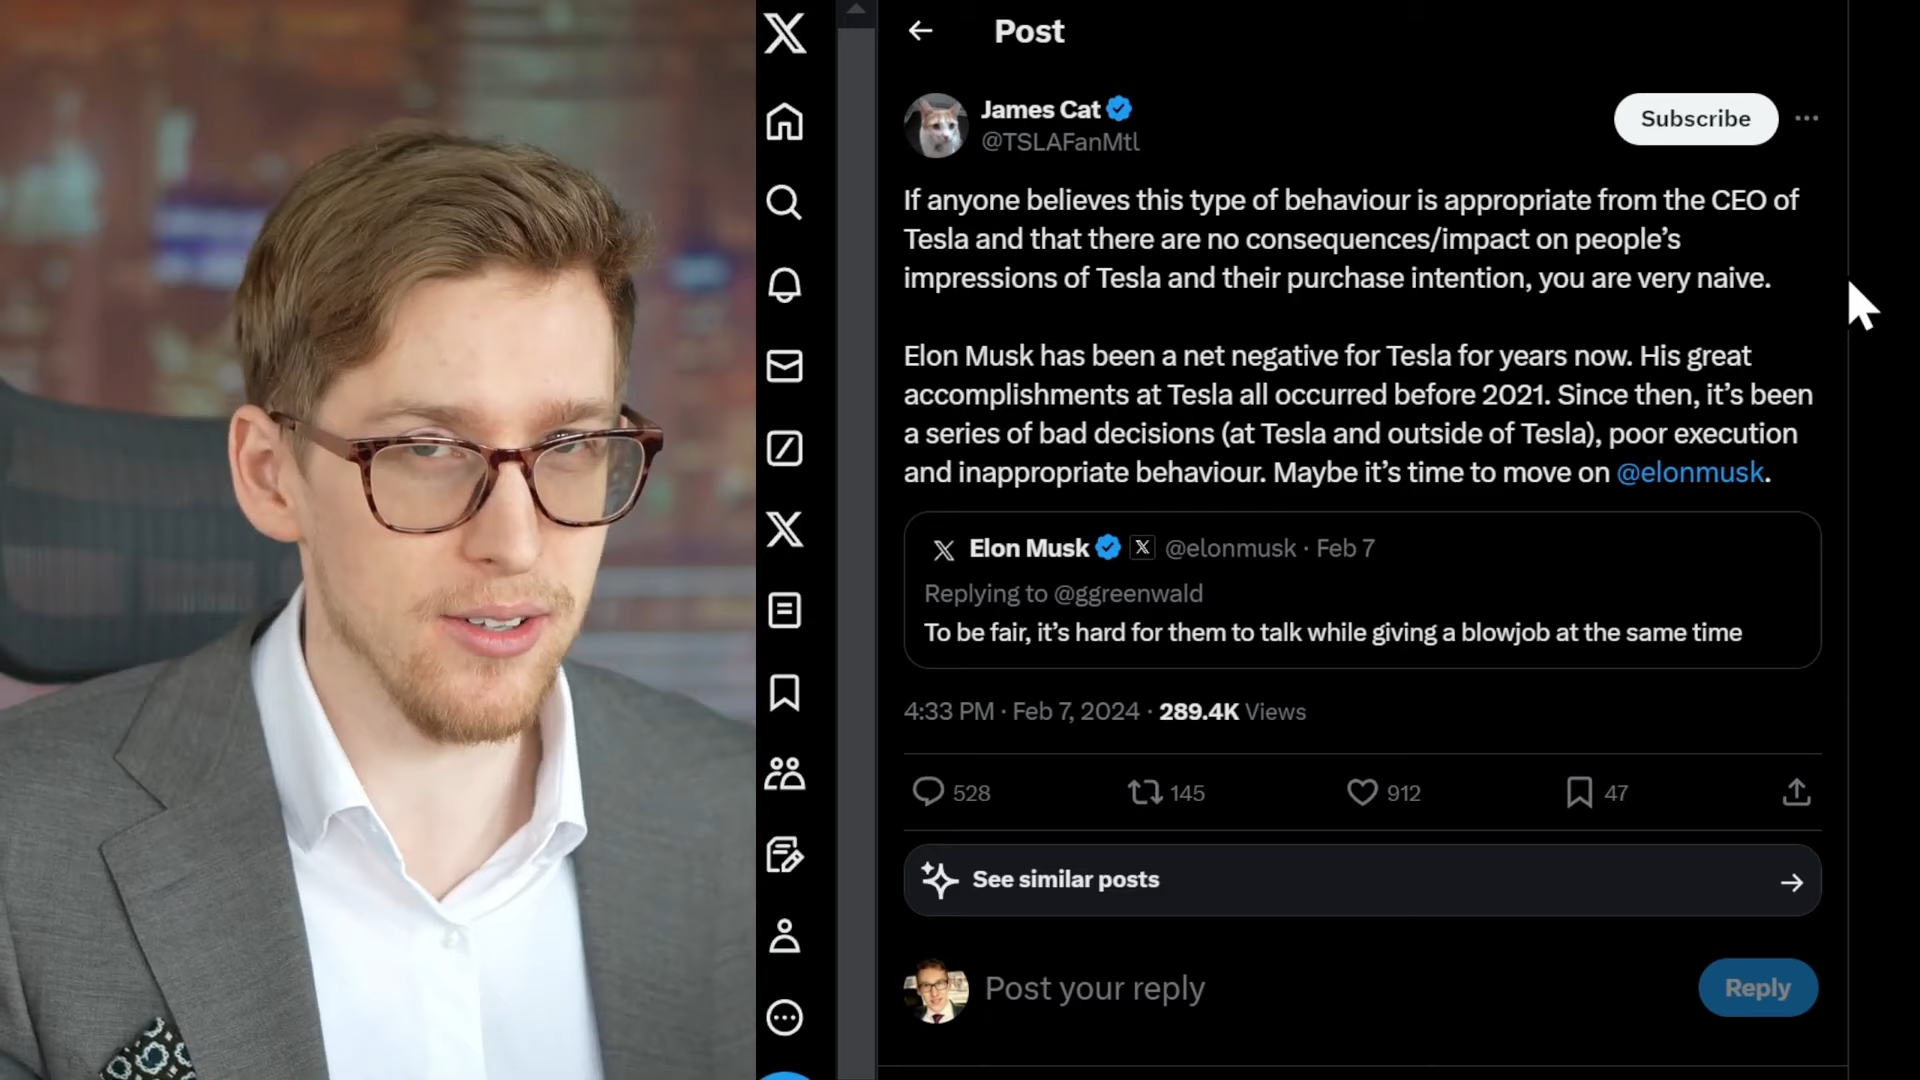 Post
James Cat
@TSLAFanMtl
Subscribe
If anyone believes this type of behaviour is appropriate from the CEO of
Tesla and that there are no consequences/impact on people’s
impressions of Tesla and their purchase intention, you are very naive.
Elon Musk has been a net negative for Tesla for years now. His great
accomplishments at Tesla all occurred before 2021. Since then, it’s been
a series of bad decisions (at Tesla and outside of Tesla), poor execution
and inappropriate behaviour. Maybe it’s time to move on @elonmusk.
Elon Musk @elonmusk · Feb 7
Replying to @ggreenwald
To be fair, it’s hard for them to talk while giving a blowjob at the same time
4:33 PM · Feb 7, 2024 · 289.4K Views
528 145 912 47
See similar posts
Post your reply
Reply